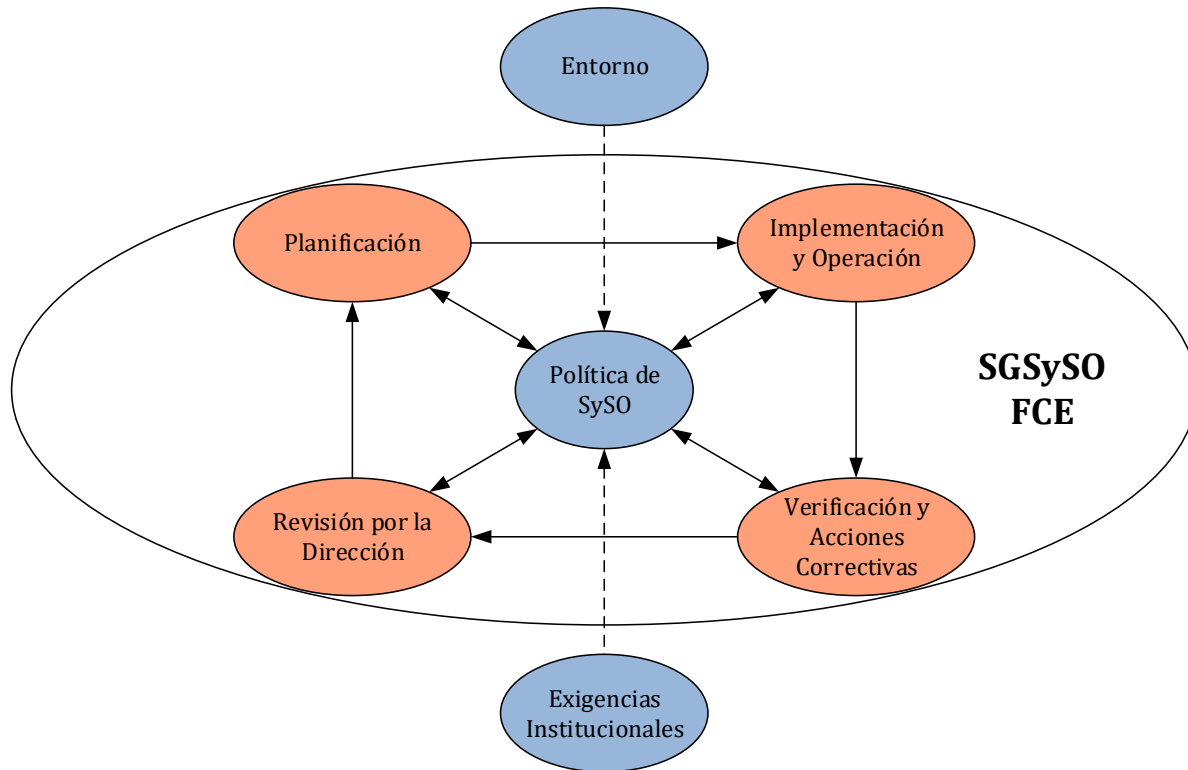 Entorno
Planificación
Implementación
y Operación
Política de
SySO
SGSySO
FCE
Revisión por la
Dirección
Verificación y
Acciones
Correctivas
Exigencias
Institucionales